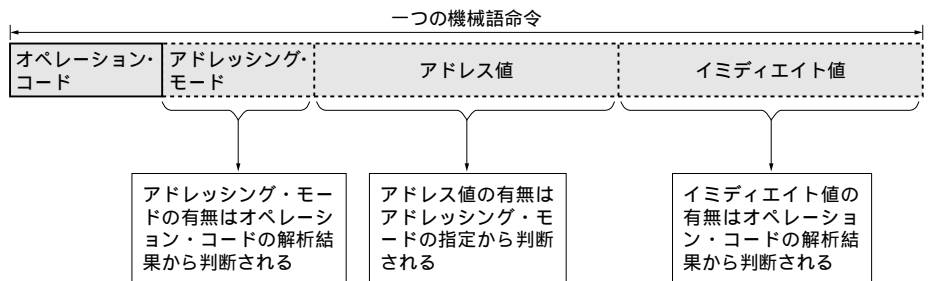 一つの機械語命令
オペレーション・
コード
アドレッシング・
モード
アドレス値
イミディエイト値
アドレッシング・モー
ドの有無はオペレーシ
ョン・コードの解析結
果から判断される
アドレス値の有無は
アドレッシング・モ
ードの指定から判断
される
イミディエイト値の
有無はオペレーショ
ン・コードの解析結
果から判断される